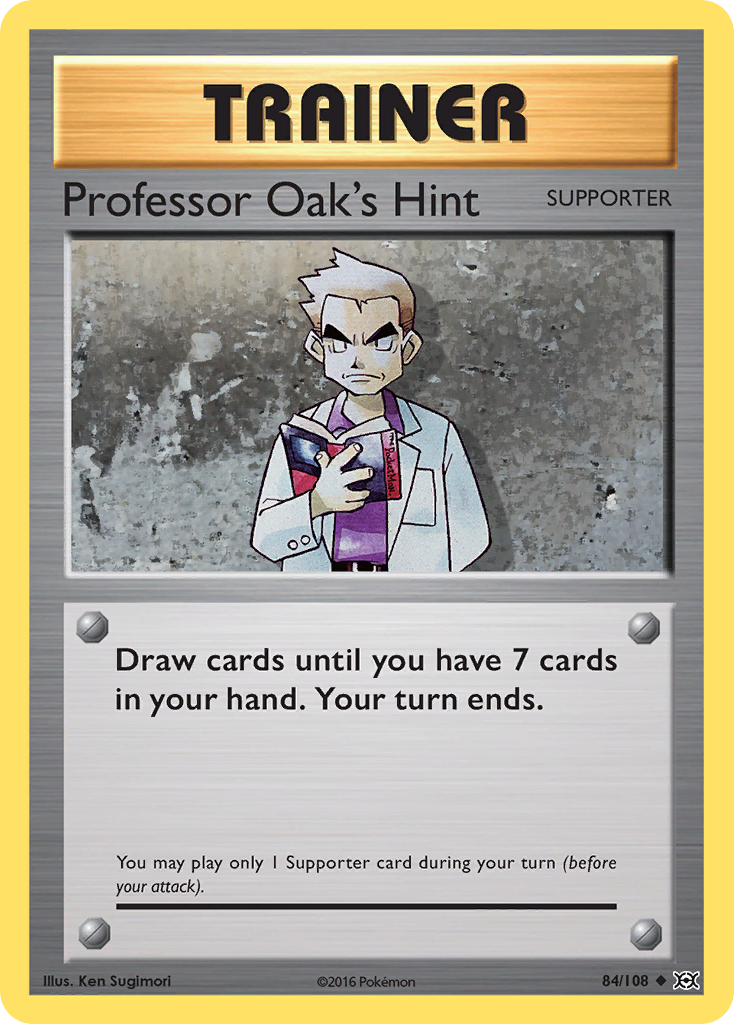 TRAINER
Professor Oak's Hint
SUPPORTER
Draw cards until you have 7 cards
in your hand. Your turn ends.
You may play only 1 Supporter card during your turn (before
your attack).
Illus. Ken Sugimori
©2016 Pokémon
84/108